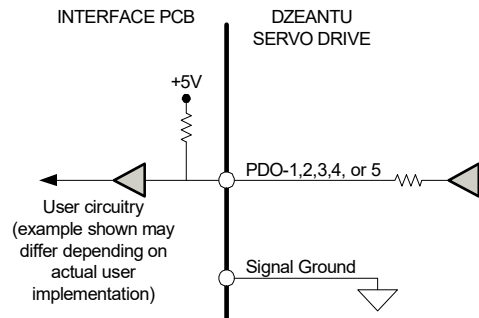 INTERFACE PCB
DZEANTU
SERVO DRIVE
+5V
PDO-1,2,3,4, or 5
User circuitry
(example shown may
differ depending on
actual user
implementation)
Signal Ground